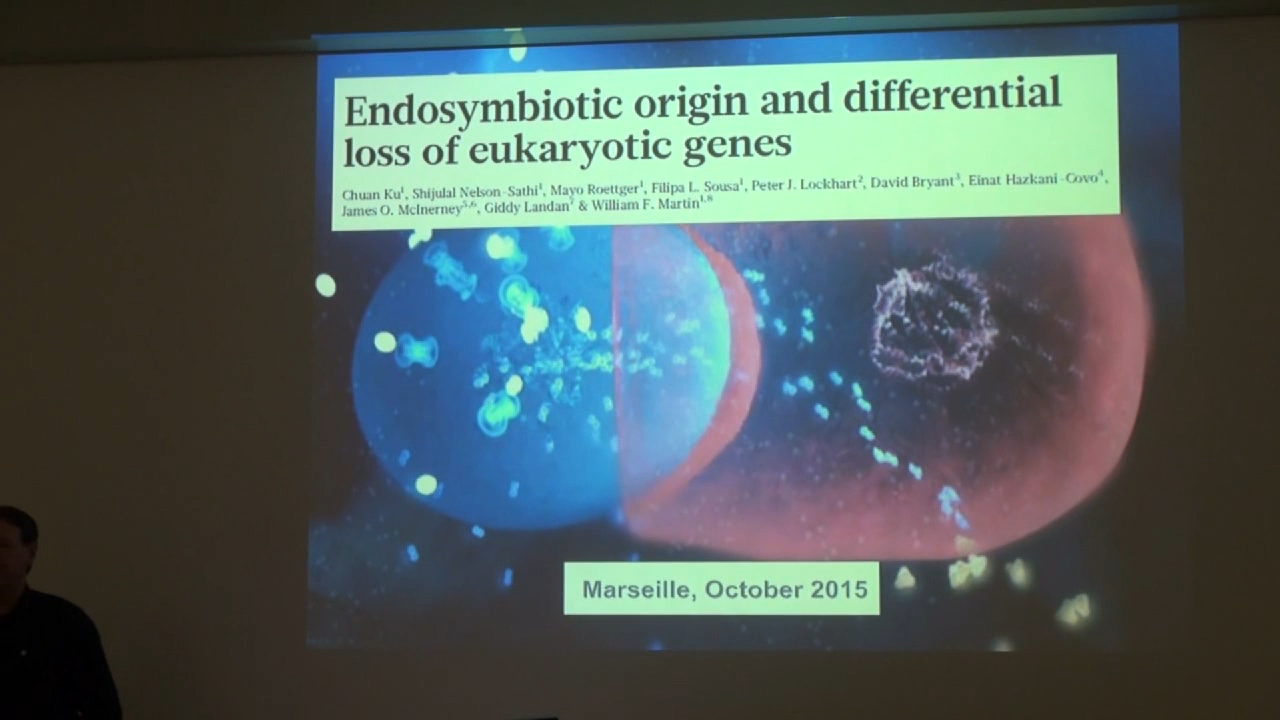 Endosymbiotic origin and differential
loss of eukaryotic genes
Chuan Ku¹, Shijulal Nelson-Sathi¹, Mayo Roettger¹, Filipa L. Sousa¹, Peter J. Lockhart², David Bryant³, Einat Hazkani-Covo⁴,
James O. McInerney⁵,⁶, Giddy Landan⁷ & William F. Martin¹,⁸
Marseille, October 2015